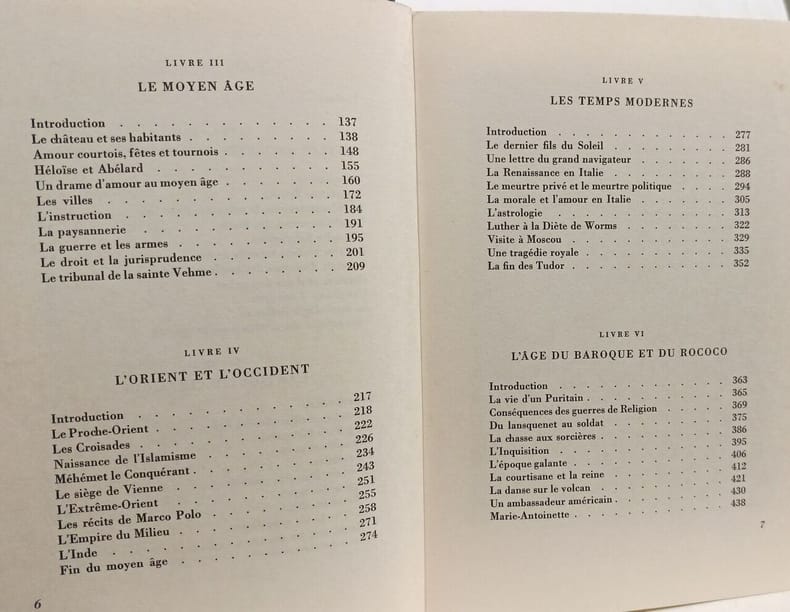 LIVRE III
LE MOYEN ÂGE
Introduction . . . . . . . . . . . . . 137
Le château et ses habitants . . . . . . . . . 138
Amour courtois, fêtes et tournois . . . . . . . 148
Héloïse et Abélard . . . . . . . . . . . 155
Un drame d'amour au moyen âge . . . . . . . 160
Les villes . . . . . . . . . . . . . 172
L'instruction . . . . . . . . . . . . 184
La paysannerie . . . . . . . . . . . . 191
La guerre et les armes . . . . . . . . . . 195
Le droit et la jurisprudence . . . . . . . . 201
Le tribunal de la sainte Vehme . . . . . . . . 209
LIVRE IV
L'ORIENT ET L'OCCIDENT
Introduction . . . . . . . . . . . . 217
Le Proche-Orient . . . . . . . . . . . 218
Les Croisades . . . . . . . . . . . . 222
Naissance de l'Islamisme . . . . . . . . . 226
Méhémet le Conquérant . . . . . . . . . . 234
Le siège de Vienne . . . . . . . . . . . 243
L'Extrême-Orient . . . . . . . . . . . 251
Les récits de Marco Polo . . . . . . . . . 255
L'Empire du Milieu . . . . . . . . . . . 258
L'Inde . . . . . . . . . . . . . . 271
Fin du moyen âge . . . . . . . . . . . 274
6
LIVRE V
LES TEMPS MODERNES
Introduction . . . . . . . . . . . . . 277
Le dernier fils du Soleil . . . . . . . . . 281
Une lettre du grand navigateur . . . . . . . . 286
La Renaissance en Italie . . . . . . . . . 288
Le meurtre privé et le meurtre politique . . . . . 294
La morale et l'amour en Italie . . . . . . . . 305
L'astrologie . . . . . . . . . . . . . 313
Luther à la Diète de Worms . . . . . . . . . 322
Visite à Moscou . . . . . . . . . . . . 329
Une tragédie royale . . . . . . . . . . . 335
La fin des Tudor . . . . . . . . . . . . 352
LIVRE VI
L'ÂGE DU BAROQUE ET DU ROCOCO
Introduction . . . . . . . . . . . . 363
La vie d'un Puritain . . . . . . . . . . 365
Conséquences des guerres de Religion . . . . . . 369
Du lansquenet au soldat . . . . . . . . . 375
La chasse aux sorcières . . . . . . . . . . 386
L'Inquisition . . . . . . . . . . . . 395
L'époque galante . . . . . . . . . . . 406
La courtisane et la reine . . . . . . . . . 412
La danse sur le volcan . . . . . . . . . . 421
Un ambassadeur américain . . . . . . . . . 430
Marie-Antoinette . . . . . . . . . . . 438
7